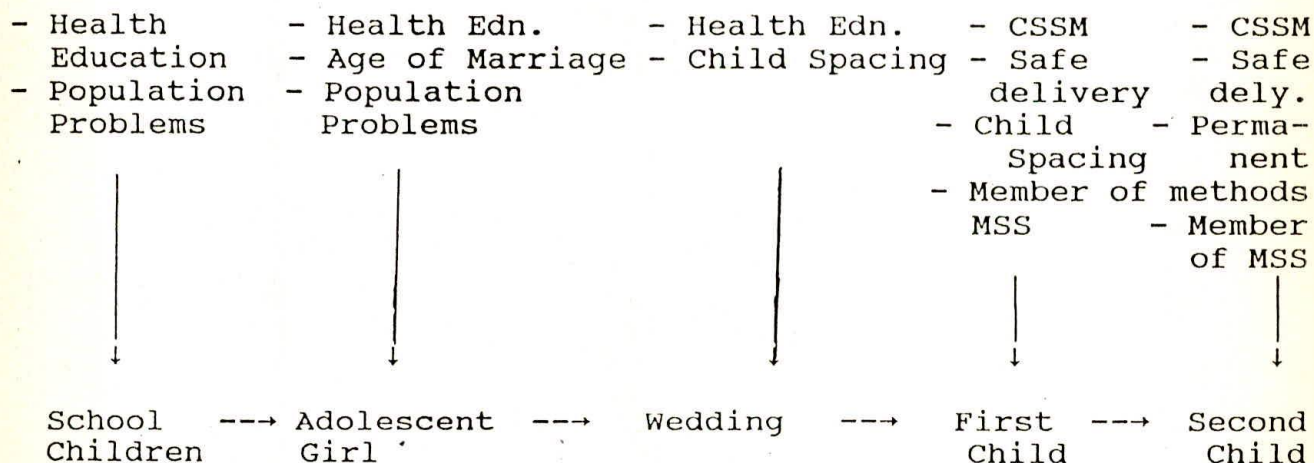 - Health Education
- Population Problems
- Health Edn.
- Age of Marriage
- Population Problems
- Health Edn.
- Child Spacing
- CSSM
- Safe delivery
- Child Spacing
- Member of MSS
- CSSM
- Safe dely.
- Perma-
nent methods
- Member of MSS
School Children ---→ Adolescent Girl ---→ Wedding ---→ First Child ---→ Second Child